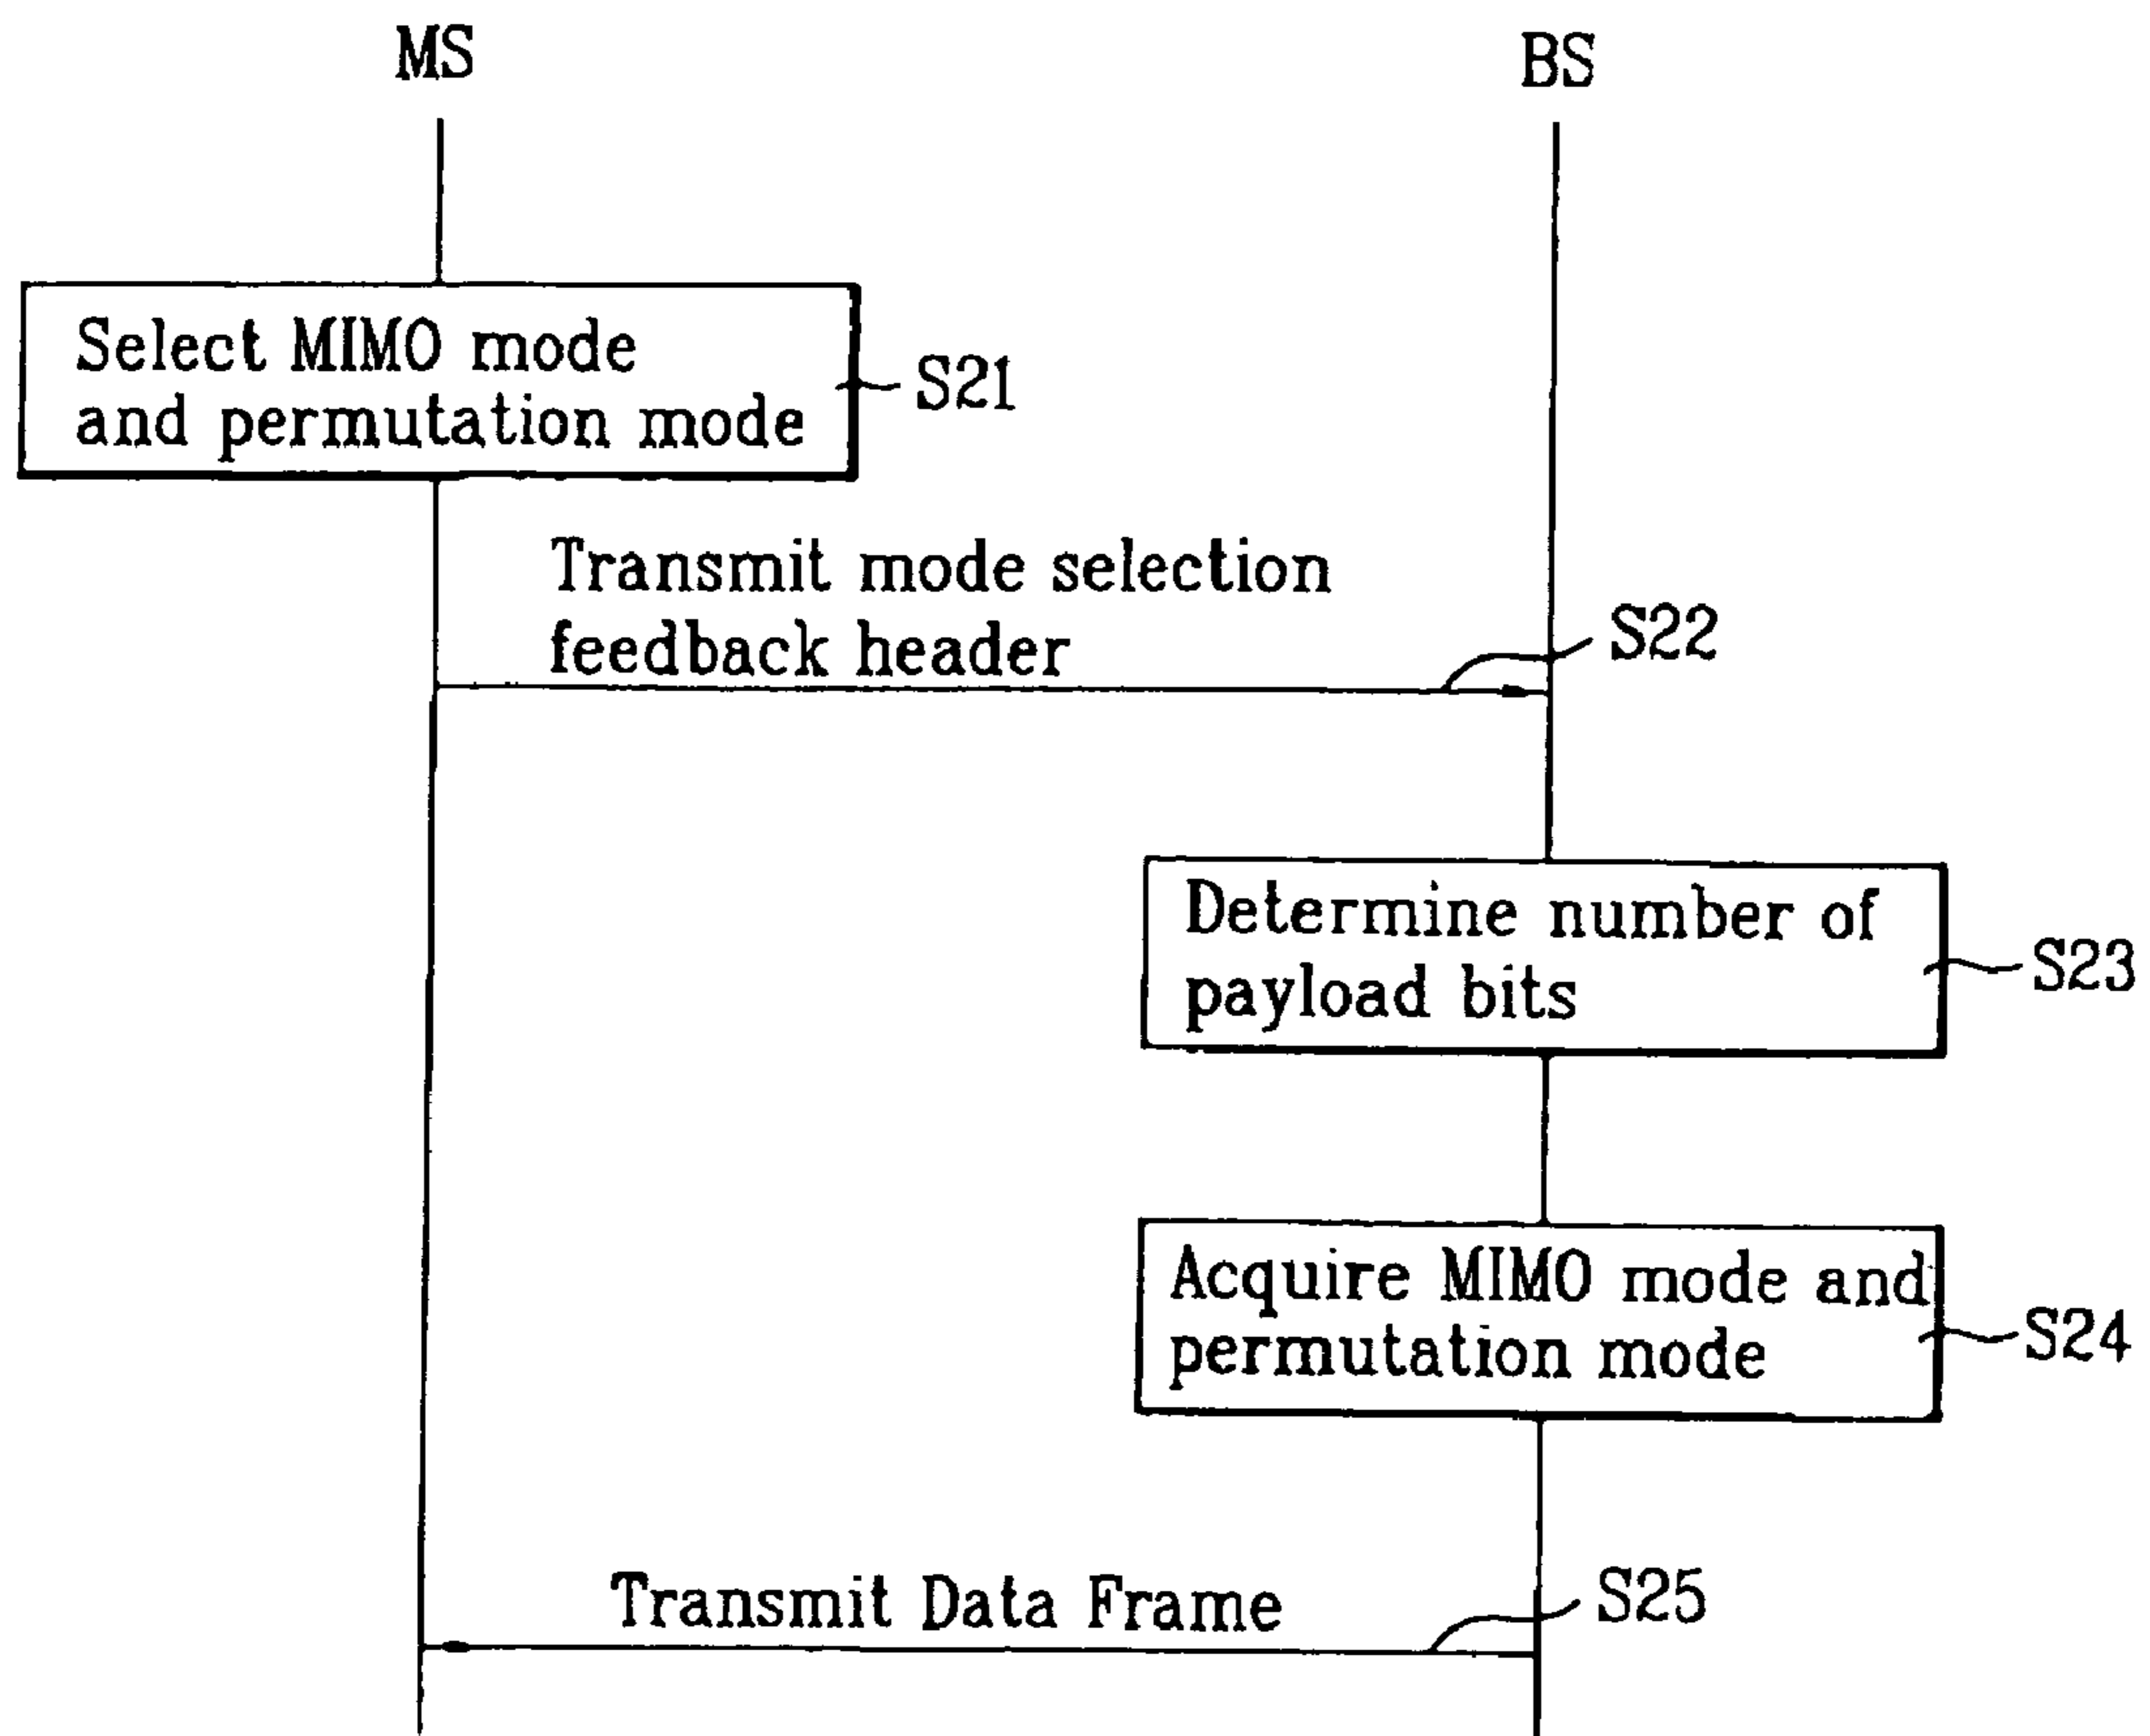 MS
BS
Select MIMO mode
and permutation mode
S21
Transmit mode selection
feedback header
S22
Determine number of
payload bits
S23
Acquire MIMO mode and
permutation mode
S24
Transmit Data Frame
S25